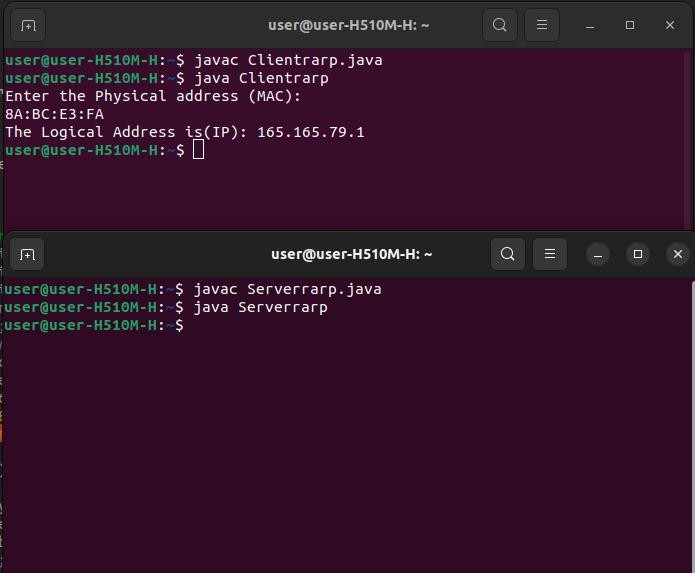 user@user-H510M-H: ~
user@user-H510M-H:~$ javac Clientrarp.java
user@user-H510M-H:~$ java Clientrarp
Enter the Physical address (MAC):
8A:BC:E3:FA
The Logical Address is(IP): 165.165.79.1
user@user-H510M-H:~$
user@user-H510M-H: ~
user@user-H510M-H:~$ javac Serverrarp.java
user@user-H510M-H:~$ java Serverrarp
user@user-H510M-H:~$